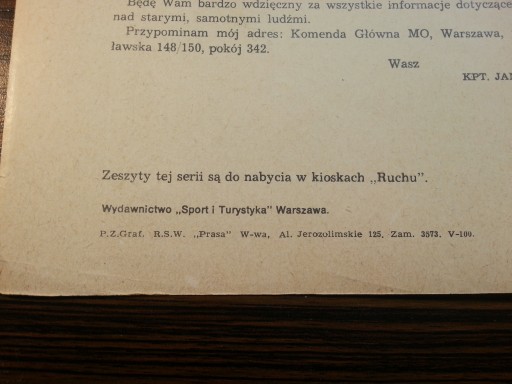 Będę Wam bardzo wdzięczny za wszystkie informacje dotyczące
nad starymi, samotnymi ludźmi.
Przypominam mój adres: Komenda Główna MO, Warszawa,
ławska 148/150, pokój 342.
Wasz
KPT. JA
Zeszyty tej serii są do nabycia w kioskach „Ruchu”.
Wydawnictwo „Sport i Turystyka” Warszawa.
P.Z.Graf. R.S.W. „Prasa” W-wa, Al. Jerozolimskie 125, Zam. 3573. V-100.